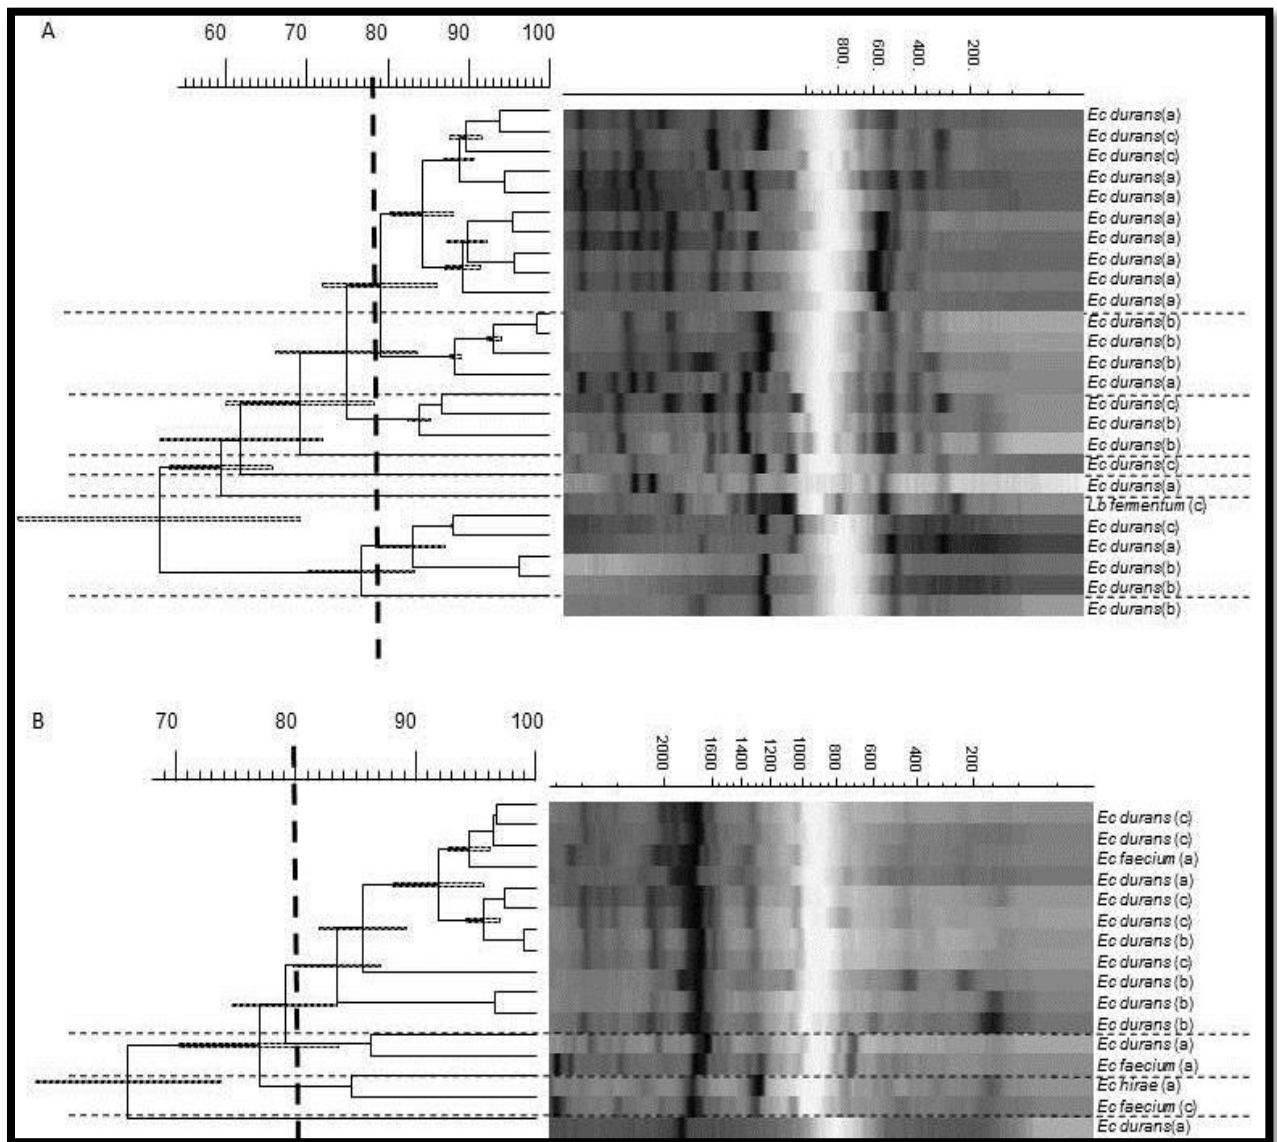 A
60 70 80 90 100
800. 600. 400. 200.
Ec durans(a)
Ec durans(c)
Ec durans(c)
Ec durans(a)
Ec durans(a)
Ec durans(a)
Ec durans(a)
Ec durans(a)
Ec durans(a)
Ec durans(a)
Ec durans(b)
Ec durans(b)
Ec durans(b)
Ec durans(a)
Ec durans(c)
Ec durans(b)
Ec durans(b)
Ec durans(c)
Ec durans(a)
Lb fermentum (c)
Ec durans(c)
Ec durans(a)
Ec durans(b)
Ec durans(b)
Ec durans(b)
B
70 80 90 100
2000 1600 1400 1200 1000 800 600 400 200
Ec durans (c)
Ec durans (c)
Ec faecium (a)
Ec durans (a)
Ec durans (c)
Ec durans (c)
Ec durans (b)
Ec durans (c)
Ec durans (b)
Ec durans (b)
Ec durans (b)
Ec durans (a)
Ec faecium (a)
Ec hirae (a)
Ec faecium (c)
Ec durans(a)